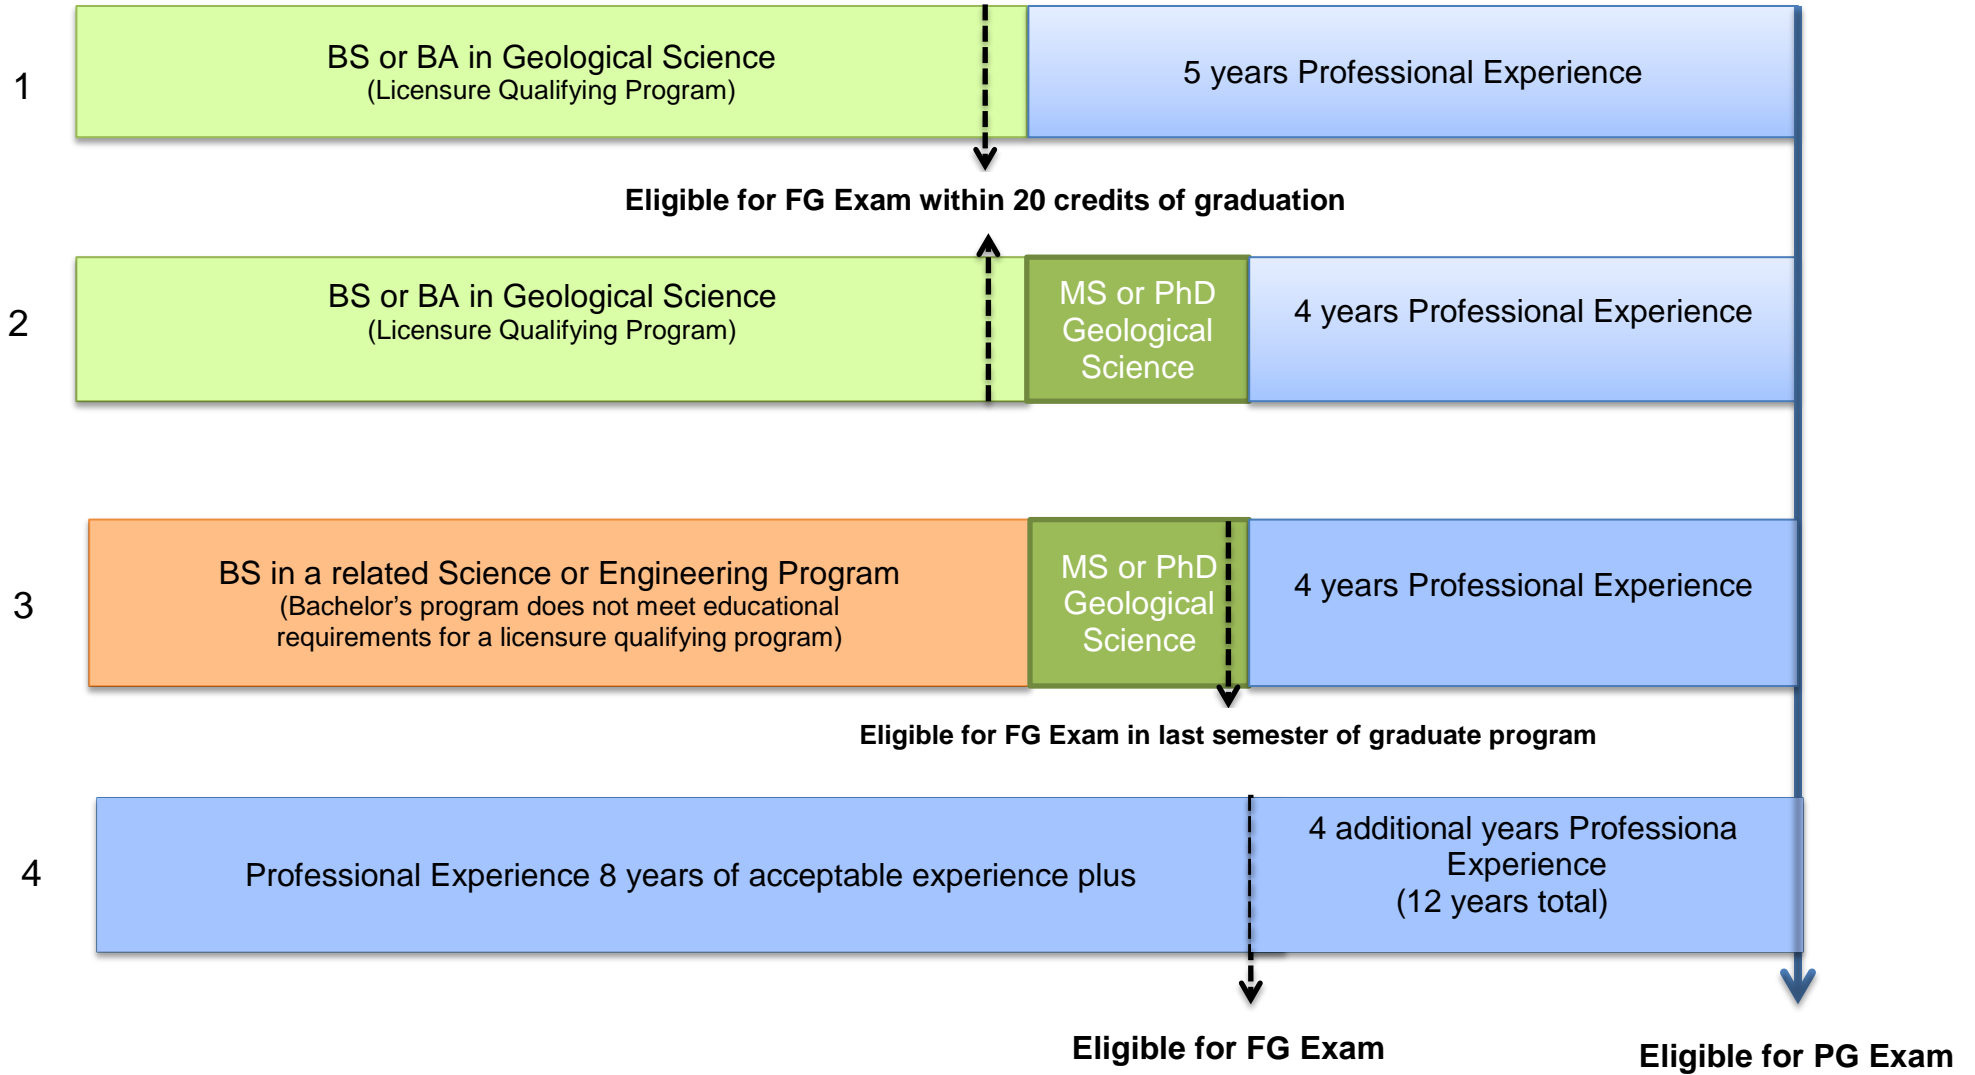 1
BS or BA in Geological Science
(Licensure Qualifying Program)
5 years Professional Experience
Eligible for FG Exam within 20 credits of graduation
2
BS or BA in Geological Science
(Licensure Qualifying Program)
MS or PhD
Geological
Science
4 years Professional Experience
3
BS in a related Science or Engineering Program
(Bachelor’s program does not meet educational
requirements for a licensure qualifying program)
MS or PhD
Geological
Science
4 years Professional Experience
Eligible for FG Exam in last semester of graduate program
4
Professional Experience 8 years of acceptable experience plus
4 additional years Professiona
Experience
(12 years total)
Eligible for FG Exam
Eligible for PG Exam